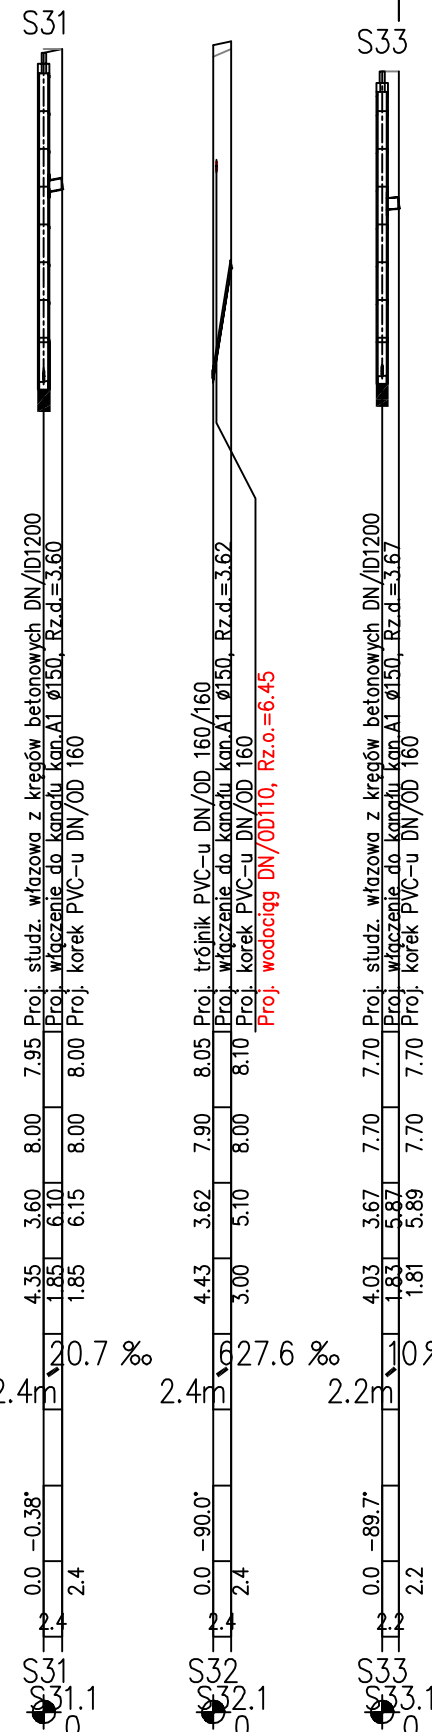 S31
S33
Proj. studz. włazowa z kręgów betonowych DN/ID1200
Proj. włączenie do kanału kan.A1 ø150, Rz.d.=3.60
Proj. korek PVC-u DN/OD 160
Proj. trójnik PVC-u DN/OD 160/160
Proj. włączenie do kanału kan.A1 ø150, Rz.d.=3.62
Proj. korek PVC-u DN/OD 160
Proj. wodociąg DN/OD110, Rz.o.=6.45
Proj. studz. włazowa z kręgów betonowych DN/ID1200
Proj. włączenie do kanału kan.A1 ø150, Rz.d.=3.67
Proj. korek PVC-u DN/OD 160
7.95 8.00 8.05 8.10 7.70 7.70
8.00 8.00 7.90 8.00 7.70 7.70
3.60 6.10 6.15 3.62 5.10 3.67 5.87 5.89
4.35 1.85 1.85 4.43 3.00 4.03 1.83 1.81
20.7 ‰ 627.6 ‰ 10%
2.4m 2.4m 2.2m
0.0 -0.38° 2.4 0.0 -90.0° 2.4 0.0 -89.7° 2.2
2.4 2.4 2.2
S31 S32 S33
S31.1 S32.1 S33.1
0 0 0